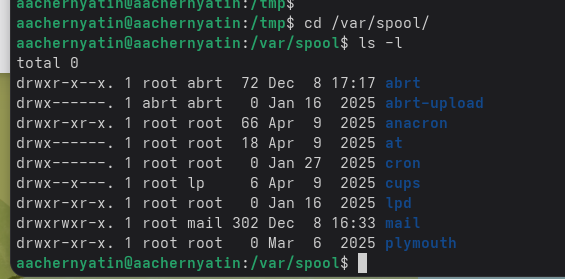 aachernyatin@aachernyatin:/tmp$
aachernyatin@aachernyatin:/tmp$ cd /var/spool/
aachernyatin@aachernyatin:/var/spool$ ls -l
total 0
drwxr-x--x. 1 root abrt  72 Dec  8 17:17 abrt
drwx------. 1 abrt abrt   0 Jan 16  2025 abrt-upload
drwxr-xr-x. 1 root root  66 Apr  9  2025 anacron
drwx------. 1 root root  18 Apr  9  2025 at
drwxr-xr-x. 1 root root   0 Jan 27  2025 cron
drwx--x---. 1 root lp     6 Apr  9  2025 cups
drwxr-xr-x. 1 root root   0 Jan 16  2025 lpd
drwxrwxr-x. 1 root mail 302 Dec  8 16:33 mail
drwxr-xr-x. 1 root root   0 Mar  6  2025 plymouth
aachernyatin@aachernyatin:/var/spool$